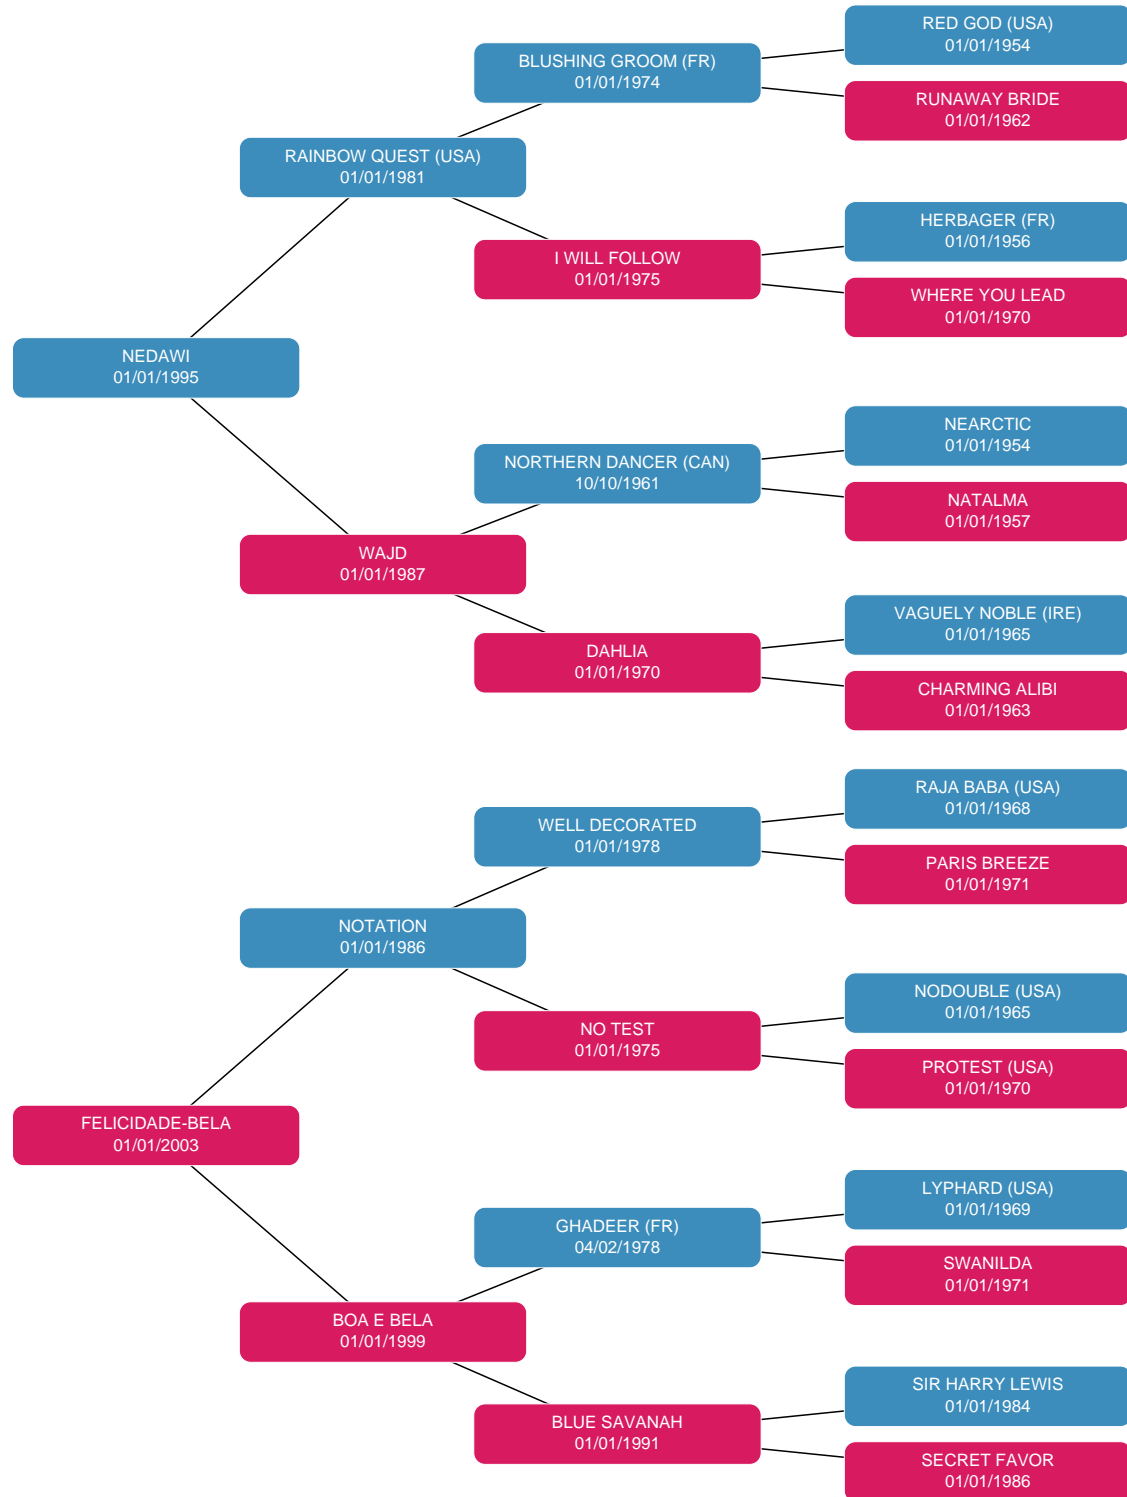 RED GOD (USA)
01/01/1954
BLUSHING GROOM (FR)
01/01/1974
RUNAWAY BRIDE
01/01/1962
RAINBOW QUEST (USA)
01/01/1981
HERBAGER (FR)
01/01/1956
I WILL FOLLOW
01/01/1975
WHERE YOU LEAD
01/01/1970
NEDAWI
01/01/1995
NEARCTIC
01/01/1954
NORTHERN DANCER (CAN)
10/10/1961
NATALMA
01/01/1957
WAJD
01/01/1987
VAGUELY NOBLE (IRE)
01/01/1965
DAHLIA
01/01/1970
CHARMING ALIBI
01/01/1963
RAJA BABA (USA)
01/01/1968
WELL DECORATED
01/01/1978
PARIS BREEZE
01/01/1971
NOTATION
01/01/1986
NODOUBLE (USA)
01/01/1965
NO TEST
01/01/1975
PROTEST (USA)
01/01/1970
FELICIDADE-BELA
01/01/2003
LYPHARD (USA)
01/01/1969
GHADEER (FR)
04/02/1978
SWANILDA
01/01/1971
BOA E BELA
01/01/1999
SIR HARRY LEWIS
01/01/1984
BLUE SAVANAH
01/01/1991
SECRET FAVOR
01/01/1986